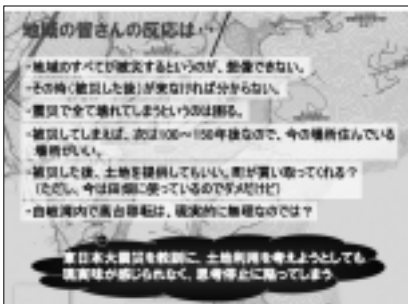 地域の皆さんの反応は・・
・地域のすべてが被災するというのが、想像できない。
・その時(被災した後)が来なければ分からない。
・震災で全て壊れてしまうというのは困る。
・被災してしまえば、次は100〜150年後なので、今の場所住んでいる
場所がいい。
・被災した後、土地を提供してもいい。町が買い取ってくれる?
(ただし、今は田畑に使っているのでダメだけど)
・白岐湾内で高台移転は、現実的に無理なのでは?
東日本大震災を教訓に、土地利用を考えようとしても
現実味が感じられなく、思考停止に陥ってしまう